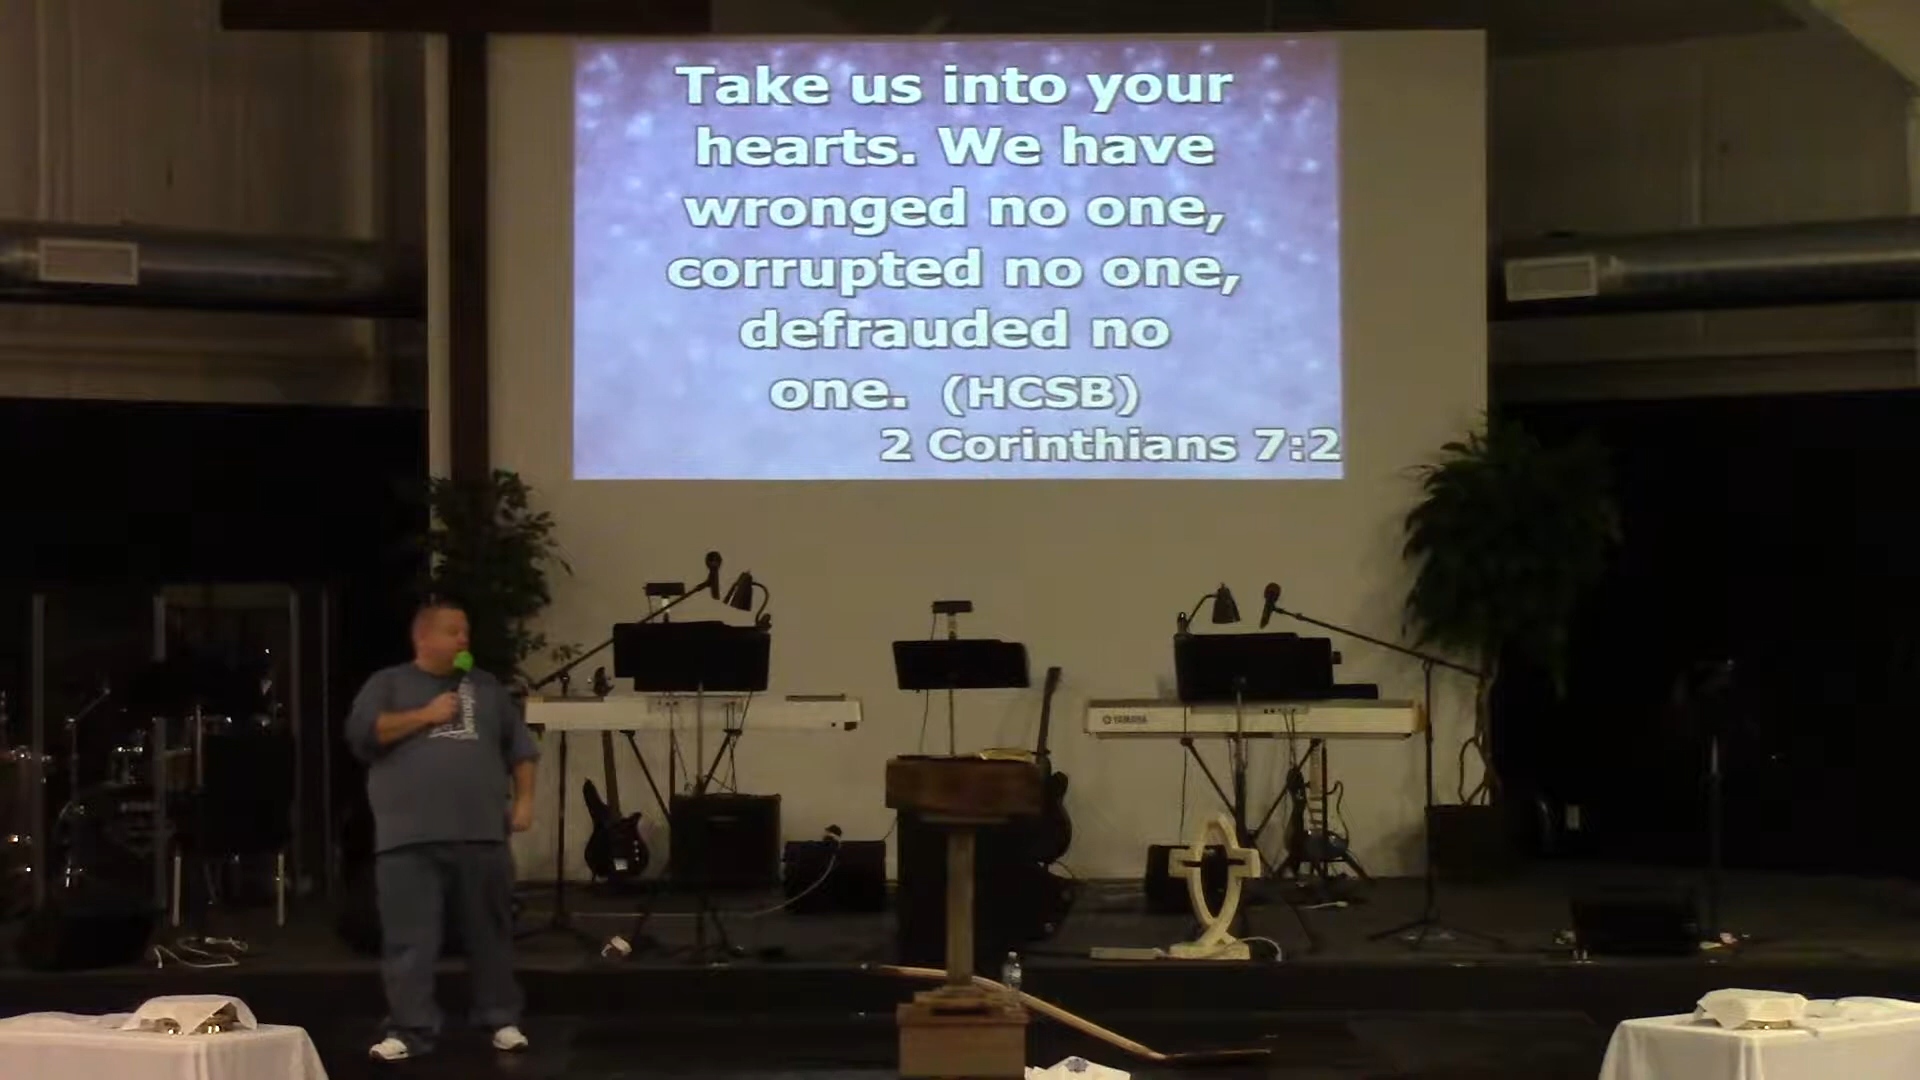 Take us into your
hearts. We have
wronged no one,
corrupted no one,
defrauded no
one. (HCSB)
2 Corinthians 7:2
YAMAHA